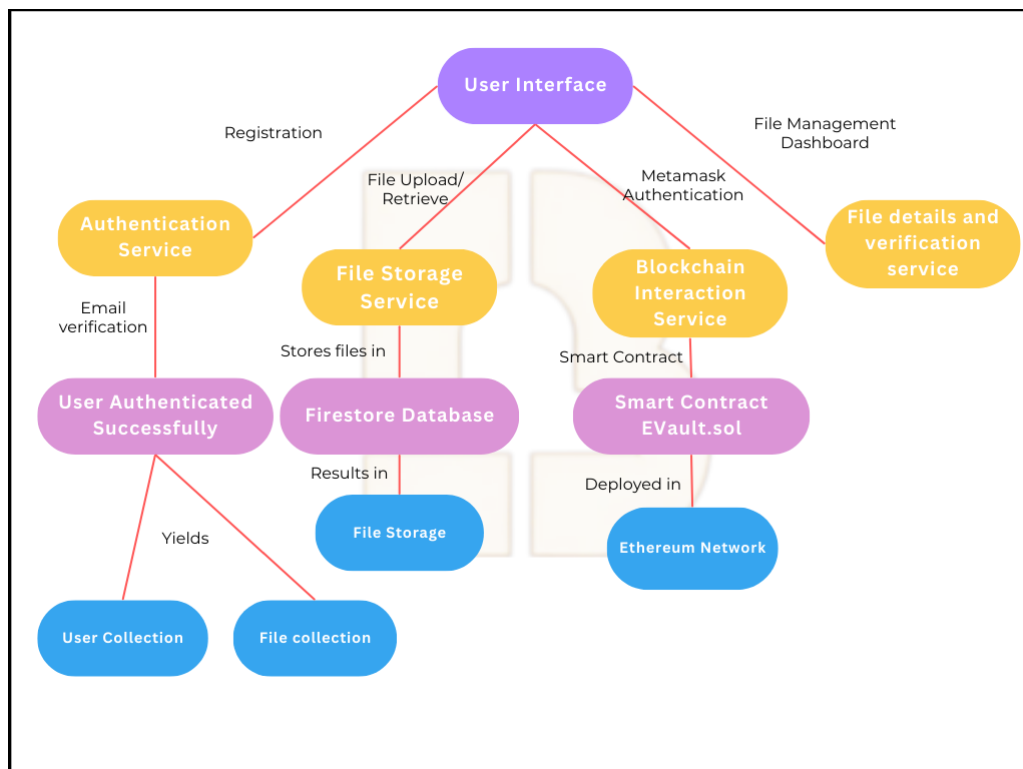 User Interface
Registration
File Management
Dashboard
File Upload/
Retrieve
Metamask
Authentication
Authentication
Service
File details and
verification
service
File Storage
Service
Blockchain
Interaction
Service
Email
verification
Stores files in
Smart Contract
User Authenticated
Successfully
Firestore Database
Smart Contract
EVault.sol
Results in
Deployed in
File Storage
Ethereum Network
Yields
User Collection
File collection